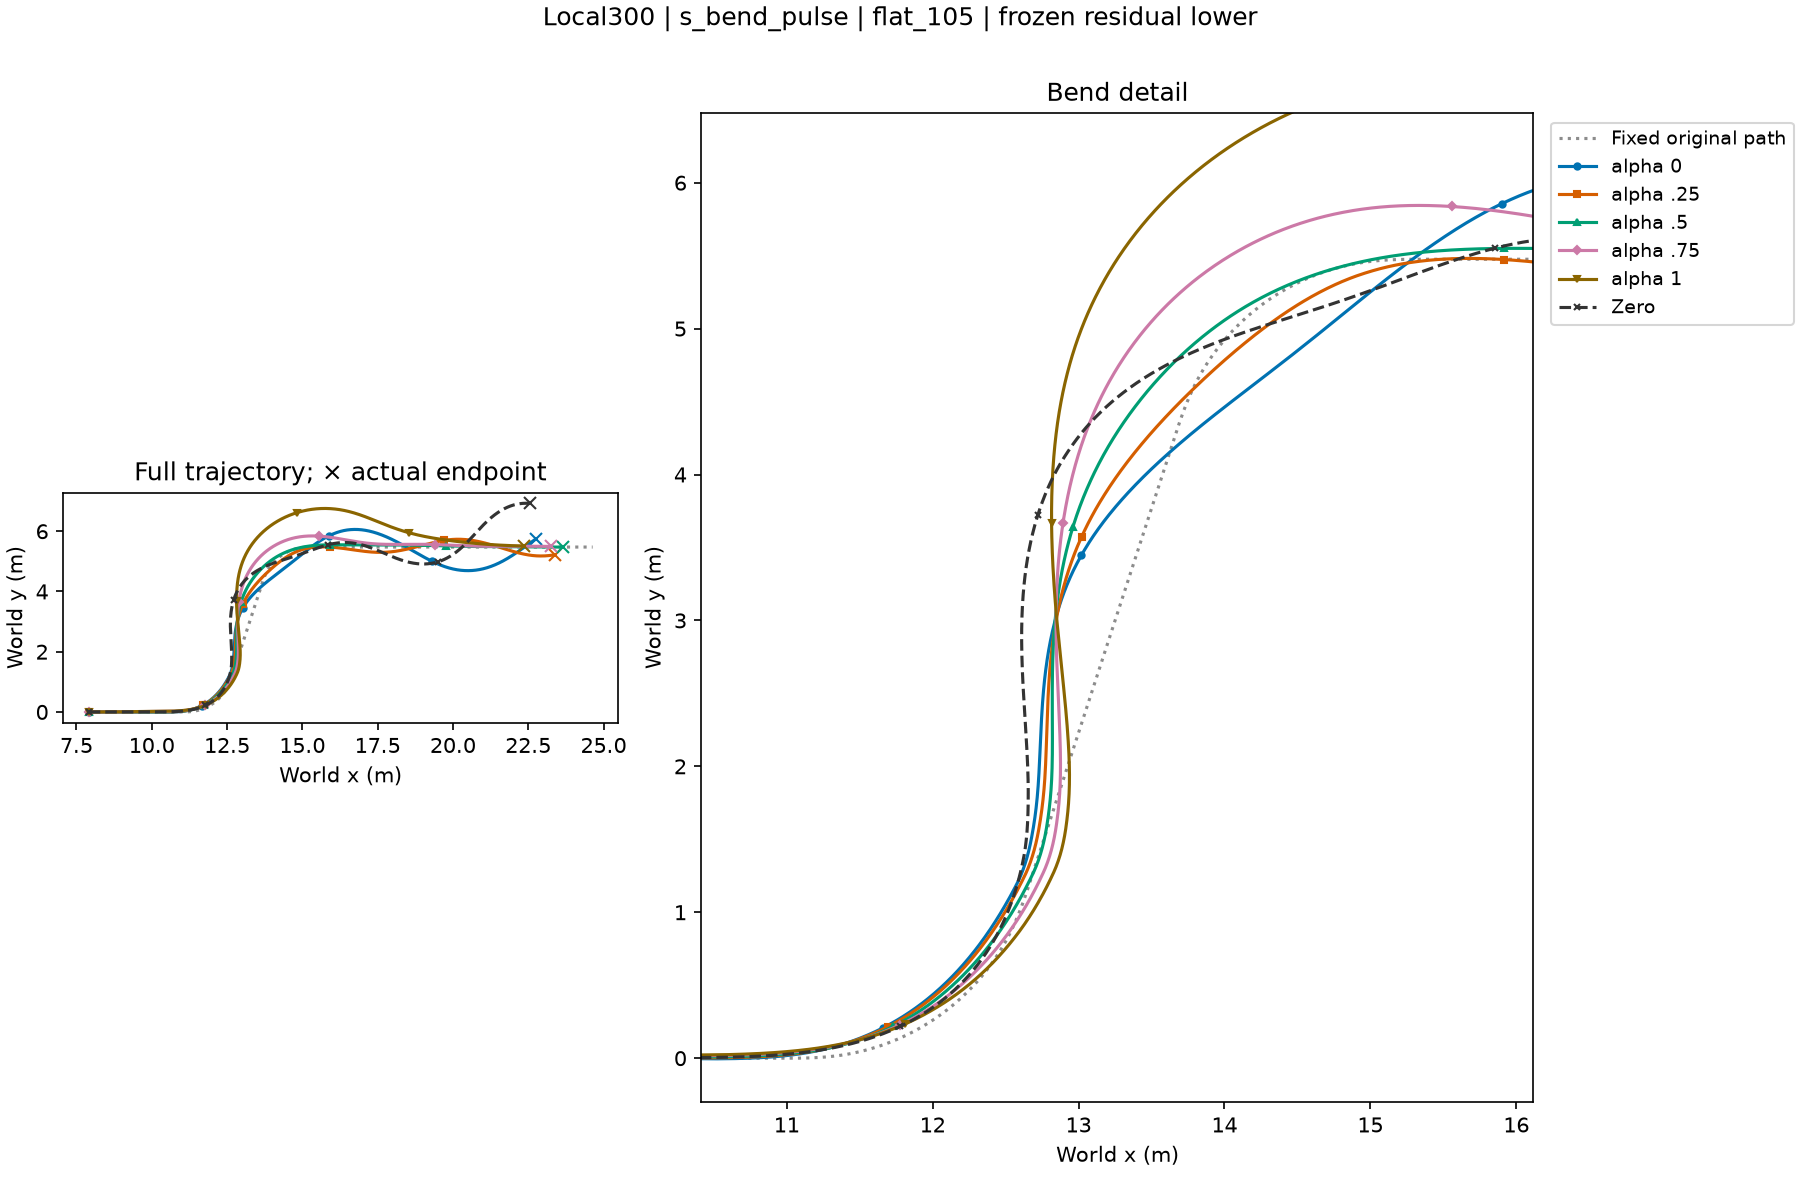 Local300 | s_bend_pulse | flat_105 | frozen residual lower
Full trajectory; × actual endpoint
World y (m)
6
4
2
0
7.5 10.0 12.5 15.0 17.5 20.0 22.5 25.0
World x (m)
Bend detail
World y (m)
6
5
4
3
2
1
0
11 12 13 14 15 16
World x (m)
Fixed original path
alpha 0
alpha .25
alpha .5
alpha .75
alpha 1
Zero